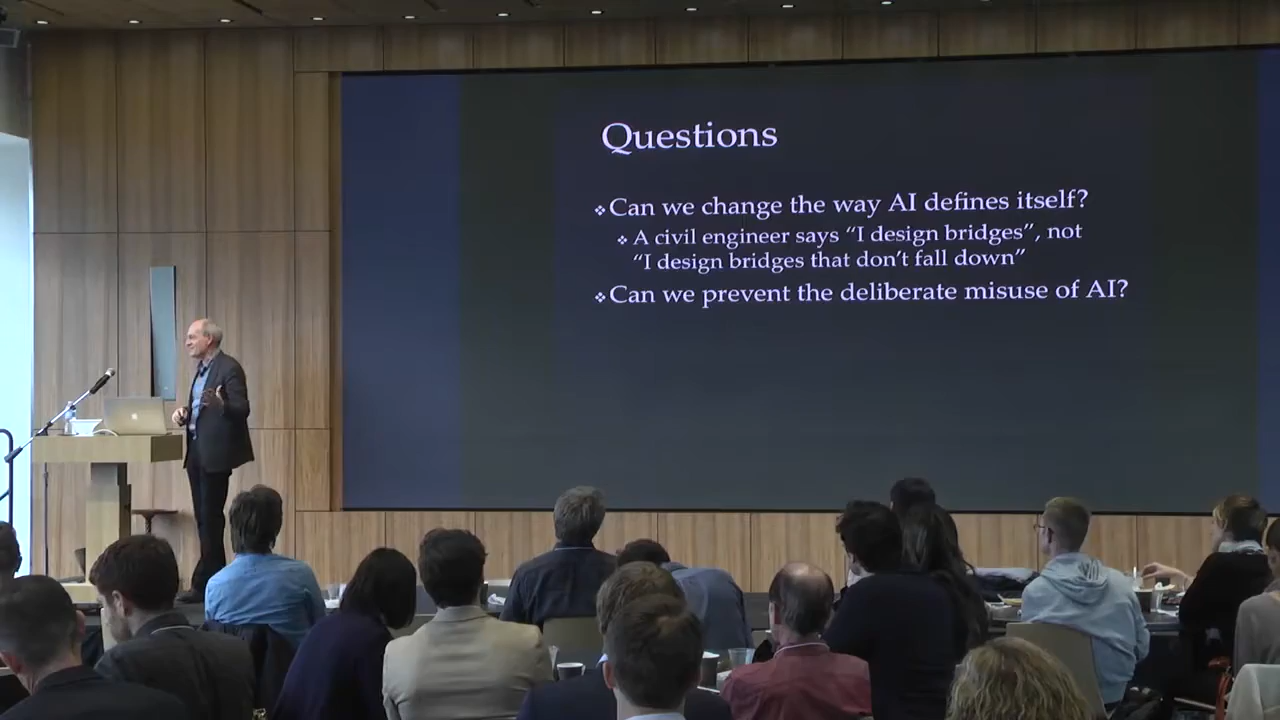 Questions
❖Can we change the way AI defines itself?
❖A civil engineer says “I design bridges”, not
“I design bridges that don’t fall down”
❖Can we prevent the deliberate misuse of AI?